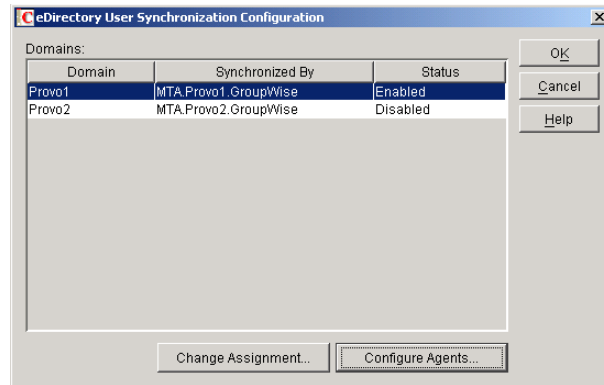 eDirectory User Synchronization Configuration
Domains:
Domain Synchronized By Status
Provo1 MTA.Provo1.GroupWise Enabled
Provo2 MTA.Provo2.GroupWise Disabled
OK
Cancel
Help
Change Assignment... Configure Agents...